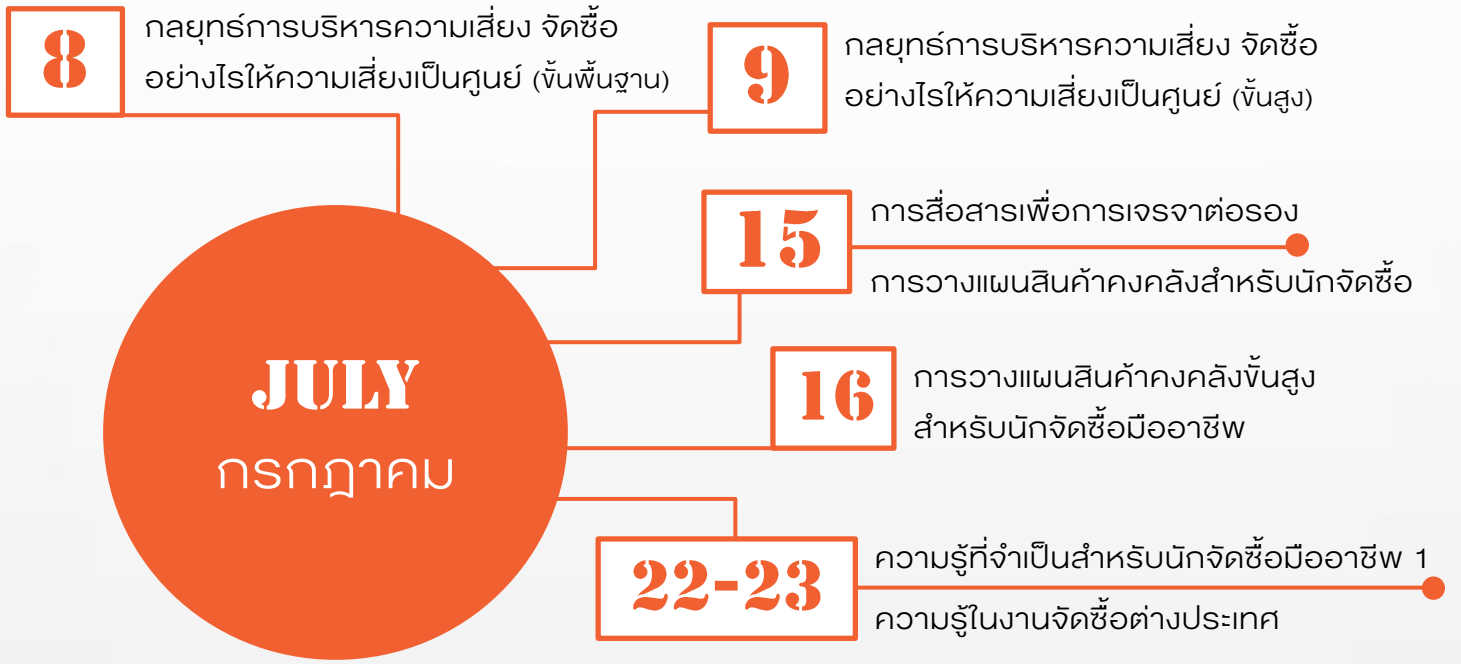 8
กลยุทธ์การบริหารความเสี่ยง จัดซื้อ
อย่างไรให้ความเสี่ยงเป็นศูนย์ (ขั้นพื้นฐาน)
9
กลยุทธ์การบริหารความเสี่ยง จัดซื้อ
อย่างไรให้ความเสี่ยงเป็นศูนย์ (ขั้นสูง)
15
การสื่อสารเพื่อการเจรจาต่อรอง
การวางแผนสินค้าคงคลังสำหรับนักจัดซื้อ
JULY
กรกฎาคม
16
การวางแผนสินค้าคงคลังขั้นสูง
สำหรับนักจัดซื้อมืออาชีพ
22-23
ความรู้ที่จำเป็นสำหรับนักจัดซื้อมืออาชีพ 1
ความรู้ในงานจัดซื้อต่างประเทศ